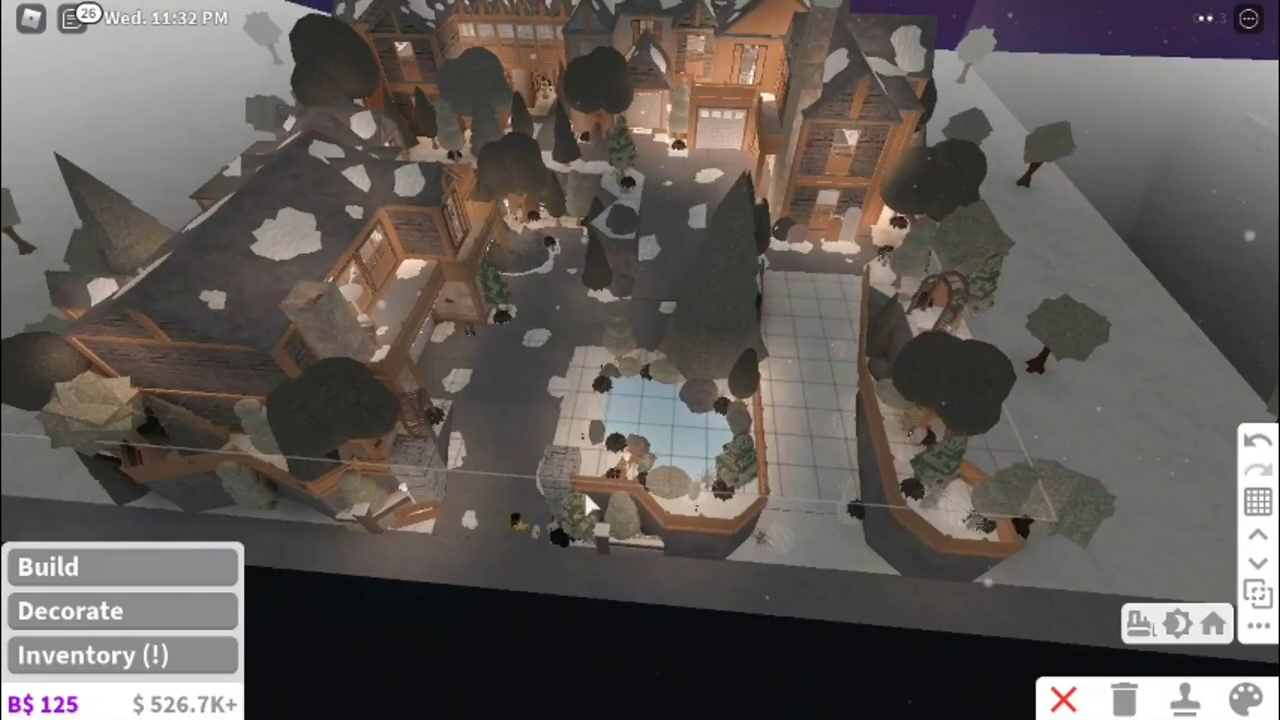 26
Wed. 11:32 PM
Build
Decorate
Inventory (!)
B$ 125
$ 526.7K+